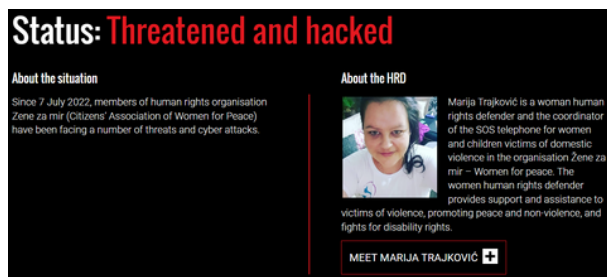 Status: Threatened and hacked
About the situation
Since 7 July 2022, members of human rights organisation
Zene za mir (Citizens' Association of Women for Peace)
have been facing a number of threats and cyber attacks.
About the HRD
Marija Trajković is a woman human
rights defender and the coordinator
of the SOS telephone for women
and children victims of domestic
violence in the organisation Žene za
mir – Women for peace. The
women human rights defender
provides support and assistance to
victims of violence, promoting peace and non-violence, and
fights for disability rights.
MEET MARIJA TRAJKOVIĆ +